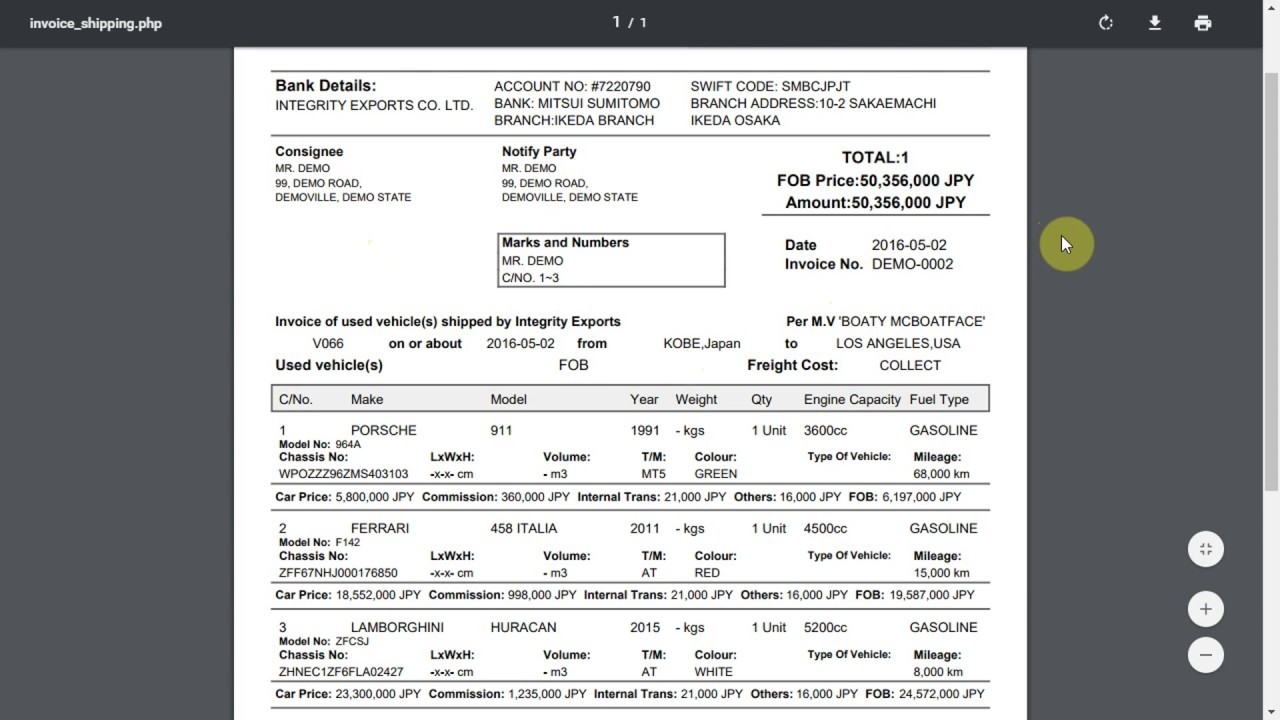 invoice_shipping.php 1 / 1
Bank Details: ACCOUNT NO: #7220790 SWIFT CODE: SMBCJPJT
INTEGRITY EXPORTS CO. LTD. BANK: MITSUI SUMITOMO BRANCH ADDRESS:10-2 SAKAEMACHI
BRANCH:IKEDA BRANCH IKEDA OSAKA
Consignee Notify Party TOTAL:1
MR. DEMO MR. DEMO FOB Price:50,356,000 JPY
99, DEMO ROAD, 99, DEMO ROAD,
DEMOVILLE, DEMO STATE DEMOVILLE, DEMO STATE Amount:50,356,000 JPY
Marks and Numbers Date 2016-05-02
MR. DEMO Invoice No. DEMO-0002
C/NO. 1~3
Invoice of used vehicle(s) shipped by Integrity Exports Per M.V 'BOATY MCBOATFACE'
V066 on or about 2016-05-02 from KOBE,Japan to LOS ANGELES,USA
Used vehicle(s) FOB Freight Cost: COLLECT
C/No. Make Model Year Weight Qty Engine Capacity Fuel Type
1 PORSCHE 911 1991 - kgs 1 Unit 3600cc GASOLINE
Model No: 964A
Chassis No: LxWxH: Volume: T/M: Colour: Type Of Vehicle: Mileage:
WPOZZZ96ZMS403103 -x-x- cm - m3 MT5 GREEN 68,000 km
Car Price: 5,800,000 JPY Commission: 360,000 JPY Internal Trans: 21,000 JPY Others: 16,000 JPY FOB: 6,197,000 JPY
2 FERRARI 458 ITALIA 2011 - kgs 1 Unit 4500cc GASOLINE
Model No: F142
Chassis No: LxWxH: Volume: T/M: Colour: Type Of Vehicle: Mileage:
ZFF67NHJ000176850 -x-x- cm - m3 AT RED 15,000 km
Car Price: 18,552,000 JPY Commission: 998,000 JPY Internal Trans: 21,000 JPY Others: 16,000 JPY FOB: 19,587,000 JPY
3 LAMBORGHINI HURACAN 2015 - kgs 1 Unit 5200cc GASOLINE
Model No: ZFCSJ
Chassis No: LxWxH: Volume: T/M: Colour: Type Of Vehicle: Mileage:
ZHNEC1ZF6FLA02427 -x-x- cm - m3 AT WHITE 8,000 km
Car Price: 23,300,000 JPY Commission: 1,235,000 JPY Internal Trans: 21,000 JPY Others: 16,000 JPY FOB: 24,572,000 JPY